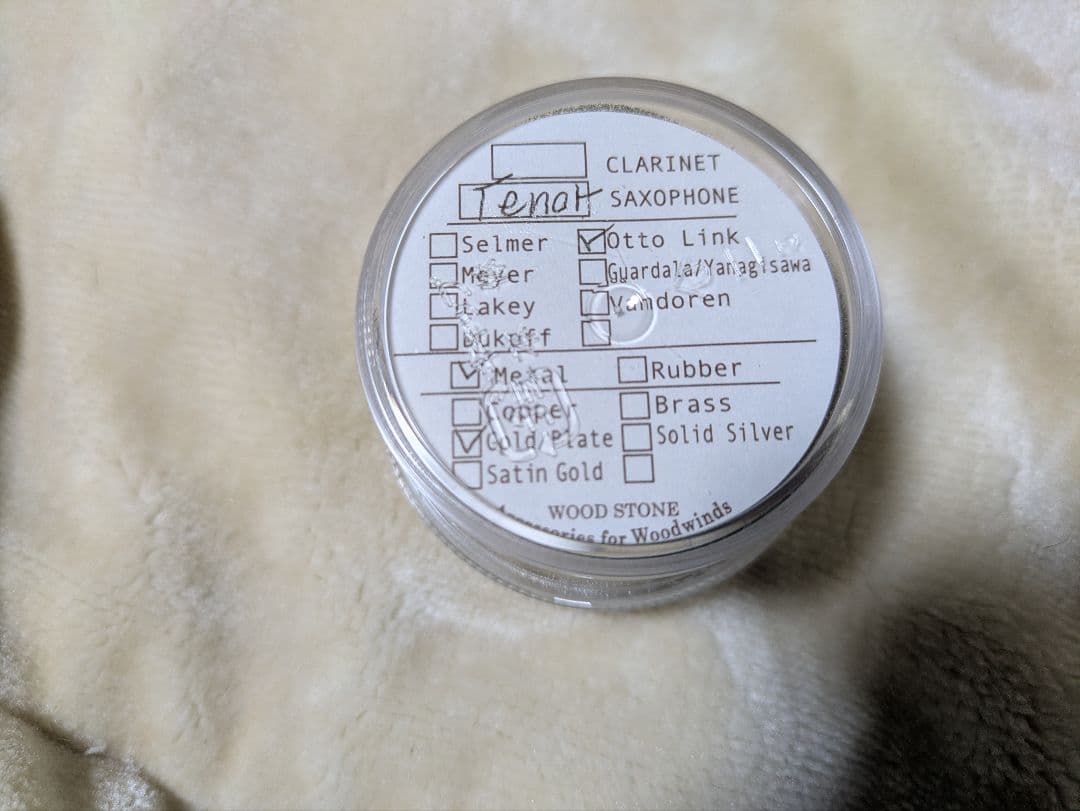 CLARINET
Tenor SAXOPHONE
Selmer Otto Link
Meyer Guardala/Yanagisawa
Lakey Vandoren
Dukoff
Metal Rubber
Copper Brass
Gold Plate Solid Silver
Satin Gold
WOOD STONE
Accessories for Woodwinds